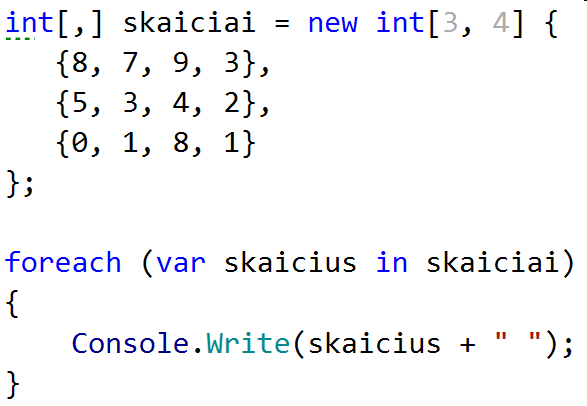 int[,] skaiciai = new int[3, 4] {
   {8, 7, 9, 3},
   {5, 3, 4, 2},
   {0, 1, 8, 1}
};

foreach (var skaicius in skaiciai)
{
    Console.Write(skaicius + " ");
}